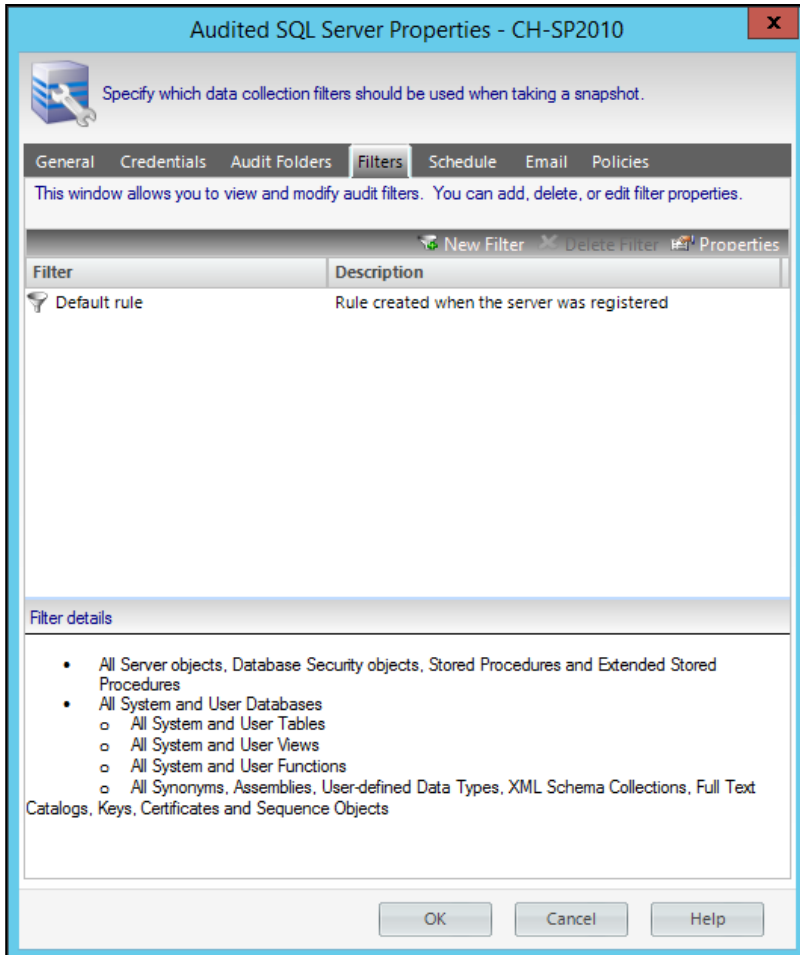 Audited SQL Server Properties - CH-SP2010
x
Specify which data collection filters should be used when taking a snapshot.
General Credentials Audit Folders Filters Schedule Email Policies
This window allows you to view and modify audit filters. You can add, delete, or edit filter properties.
New Filter Delete Filter Properties
Filter Description
Default rule Rule created when the server was registered
Filter details
• All Server objects, Database Security objects, Stored Procedures and Extended Stored
Procedures
• All System and User Databases
o All System and User Tables
o All System and User Views
o All System and User Functions
o All Synonyms, Assemblies, User-defined Data Types, XML Schema Collections, Full Text
Catalogs, Keys, Certificates and Sequence Objects
OK Cancel Help